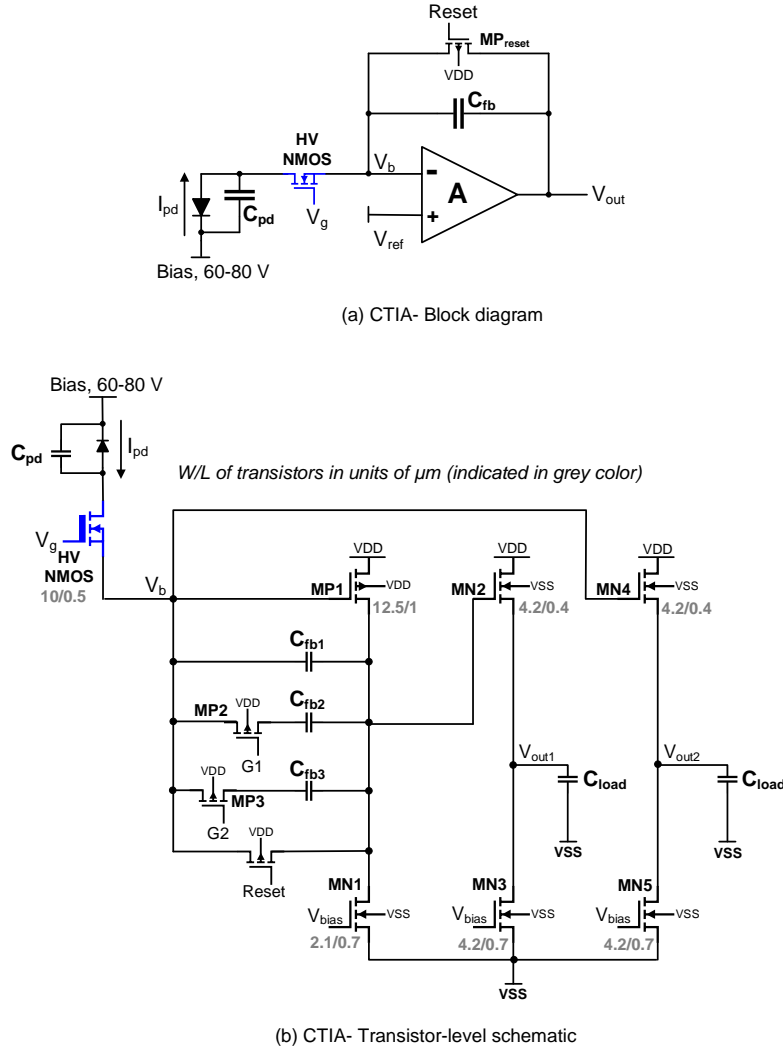 Reset
MPreset
VDD
Cfb
HV
NMOS
Vb
-
A
+
Vout
Ipd
Cpd
Vg
Vref
Bias, 60-80 V
(a) CTIA- Block diagram
Bias, 60-80 V
Cpd
Ipd
W/L of transistors in units of µm (indicated in grey color)
Vg
HV
NMOS
10/0.5
Vb
VDD
MP1
VDD
12.5/1
VDD
MN2
VSS
4.2/0.4
VDD
MN4
VSS
4.2/0.4
Cfb1
MP2
VDD
Cfb2
G1
VDD
MP3
Cfb3
G2
VDD
Reset
Vout1
Cload
VSS
Vout2
Cload
VSS
MN1
Vbias
VSS
2.1/0.7
MN3
Vbias
VSS
4.2/0.7
MN5
Vbias
VSS
4.2/0.7
VSS
(b) CTIA- Transistor-level schematic